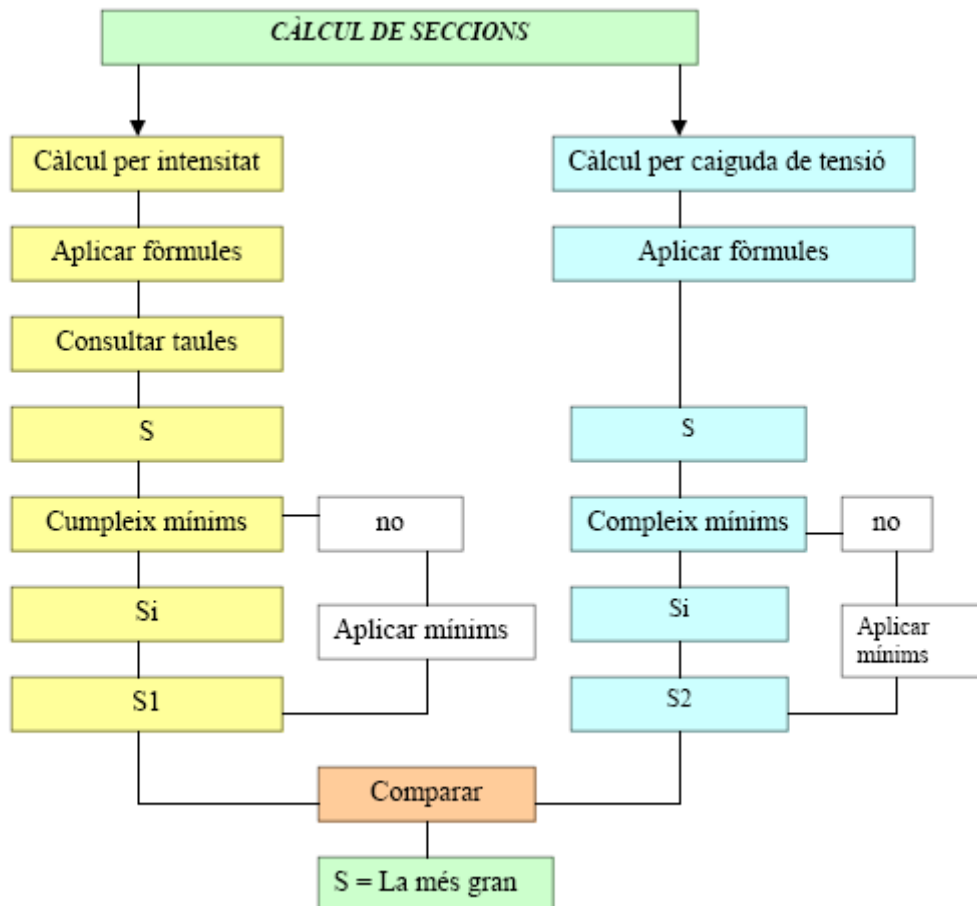 CÀLCUL DE SECCIONS
Càlcul per intensitat
Càlcul per caiguda de tensió
Aplicar fòrmules
Aplicar fòrmules
Consultar taules
S
S
Cumpleix mínims
no
Compleix mínims
no
Si
Aplicar mínims
Si
Aplicar
mínims
S1
S2
Comparar
S = La més gran